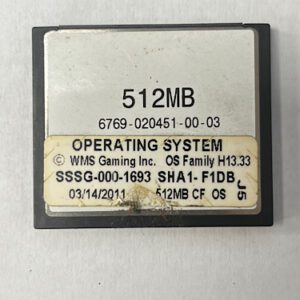 512MB
6769-020451-00-03
OPERATING SYSTEM
© WMS Gaming Inc. OS Family H13.33
SSSG-000-1693 SHA1- F1DB
03/14/2011 512MB CF OS
J5